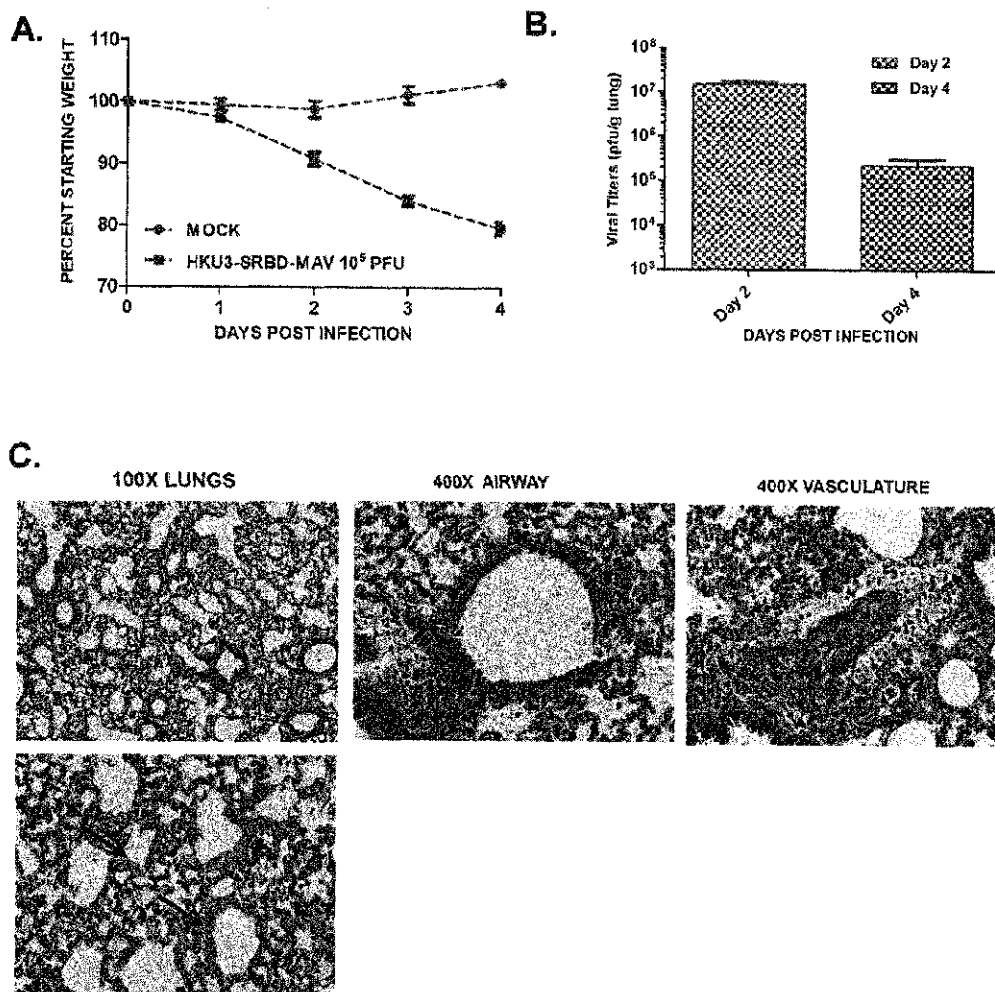 A.
110
100
90
80
70
PERCENT STARTING WEIGHT
MOCK
HKU3-SRBD-MAV 10⁵ PFU
0 1 2 3 4
DAYS POST INFECTION
B.
10⁸
10⁷
10⁶
10⁵
10⁴
10³
Viral Titers (pfu/g lung)
Day 2
Day 4
Day 2
Day 4
DAYS POST INFECTION
C.
100X LUNGS
400X AIRWAY
400X VASCULATURE